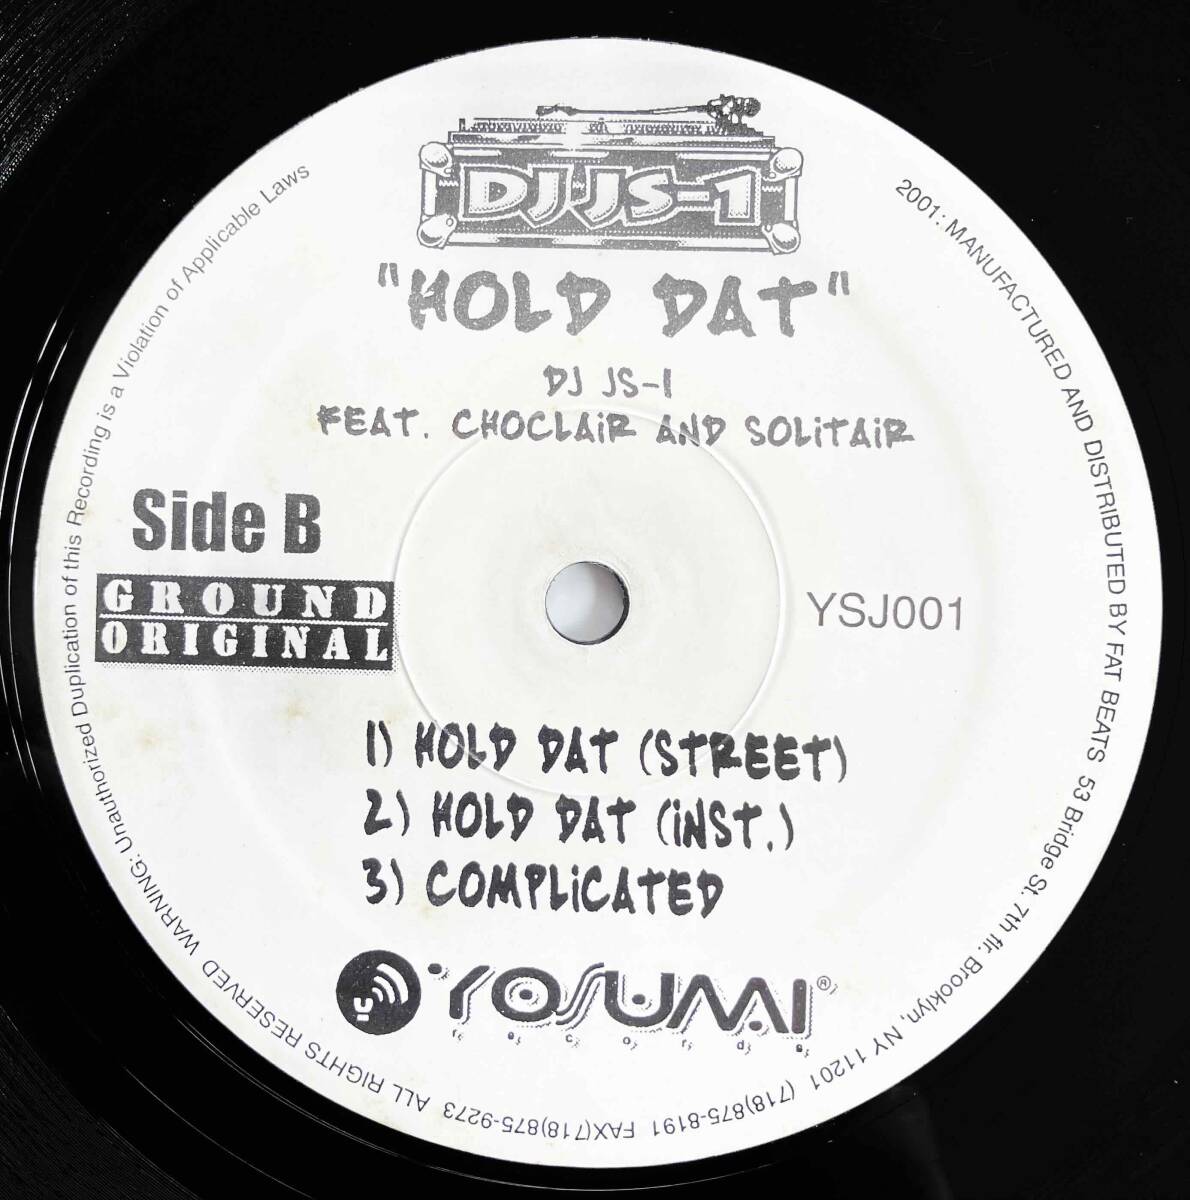 DJ JS-1
"HOLD DAT"
DJ JS-1
FEAT. CHOCLAiR AND SOLiTAiR
Side B
GROUND
ORIGINAL
YSJ001
1) HOLD DAT (STREET)
2) HOLD DAT (iNST.)
3) COMPLiCATED
YOSUMI®
records
2001: MANUFACTURED AND DISTRIBUTED BY FAT BEATS 53 Bridge St. 7th flr. Brooklyn, NY 11201 (718)875-8191 FAX(718)875-9273 ALL RIGHTS RESERVED WARNING: Unauthorized Duplication of this Recording is a Violation of Applicable Laws